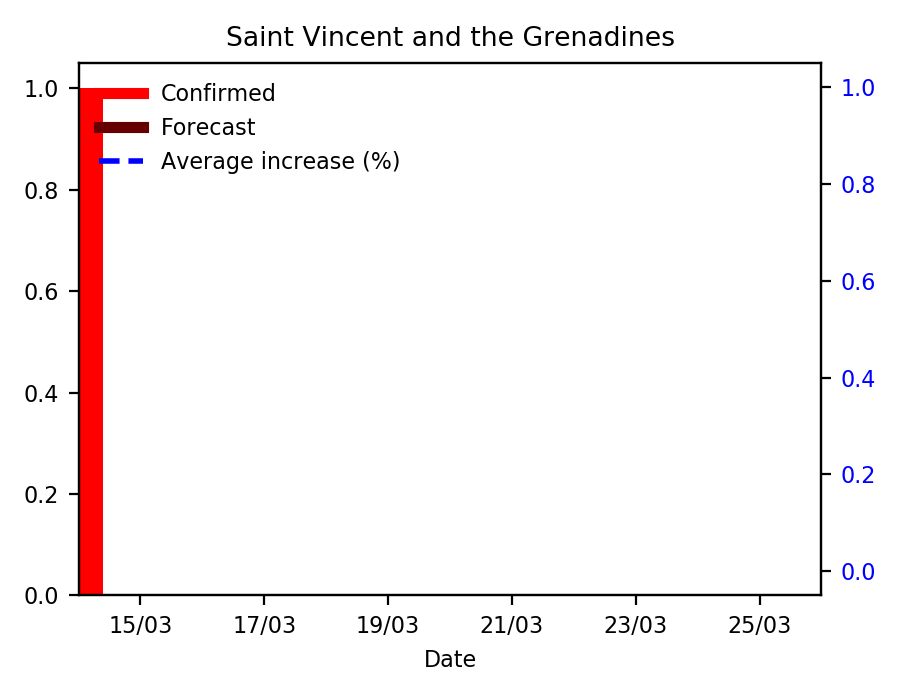 Saint Vincent and the Grenadines
Confirmed
Forecast
Average increase (%)
1.0
0.8
0.6
0.4
0.2
0.0
1.0
0.8
0.6
0.4
0.2
0.0
15/03 17/03 19/03 21/03 23/03 25/03
Date